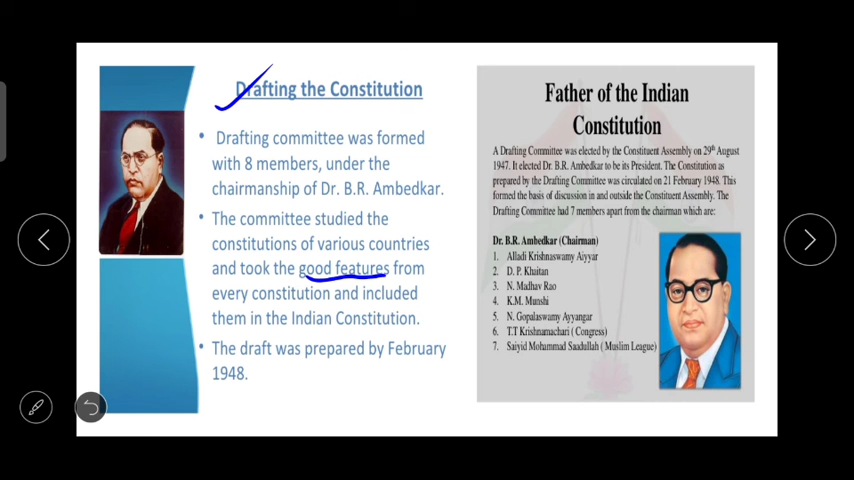 Drafting the Constitution
• Drafting committee was formed
with 8 members, under the
chairmanship of Dr. B.R. Ambedkar.
• The committee studied the
constitutions of various countries
and took the good features from
every constitution and included
them in the Indian Constitution.
• The draft was prepared by February
1948.
Father of the Indian
Constitution
A Drafting Committee was elected by the Constituent Assembly on 29th August
1947. It elected Dr. B.R. Ambedkar to be its President. The Constitution as
prepared by the Drafting Committee was circulated on 21 February 1948. This
formed the basis of discussion in and outside the Constituent Assembly. The
Drafting Committee had 7 members apart from the chairman which are:
Dr. B.R. Ambedkar (Chairman)
1. Alladi Krishnaswamy Aiyyar
2. D. P. Khaitan
3. N. Madhav Rao
4. K.M. Munshi
5. N. Gopalaswamy Ayyangar
6. T.T Krishnamachari ( Congress)
7. Saiyid Mohammad Saadullah ( Muslim League)